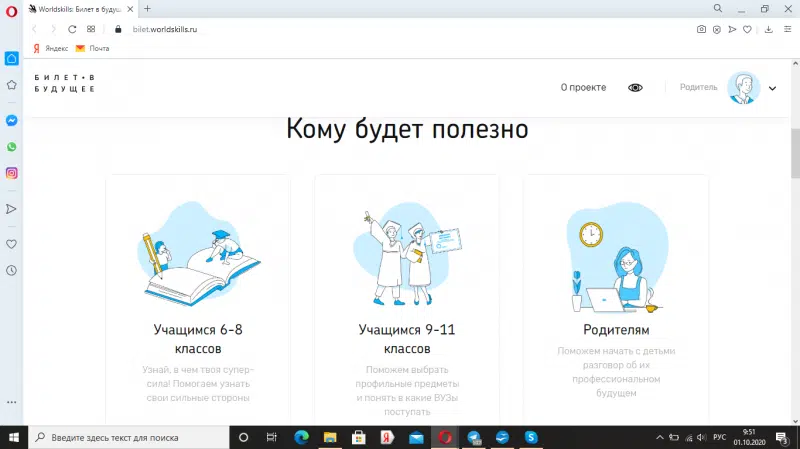 Worldskills: Билет в будущ
bilet.worldskills.ru
Яндекс
Почта
БИЛЕТ•В
БУДУЩЕЕ
О проекте
Родитель
Кому будет полезно
Учащимся 6-8
классов
Узнай, в чем твоя супер-
сила! Помогаем узнать
свои сильные стороны
Учащимся 9-11
классов
Поможем выбрать
профильные предметы
и понять в какие ВУЗы
поступать
Родителям
Поможем начать с детьми
разговор об их
профессиональном
будущем
Введите здесь текст для поиска
РУС
9:51
01.10.2020
3